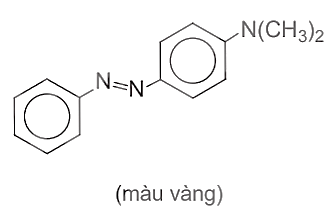 N(CH₃)₂
N=N
(màu vàng)